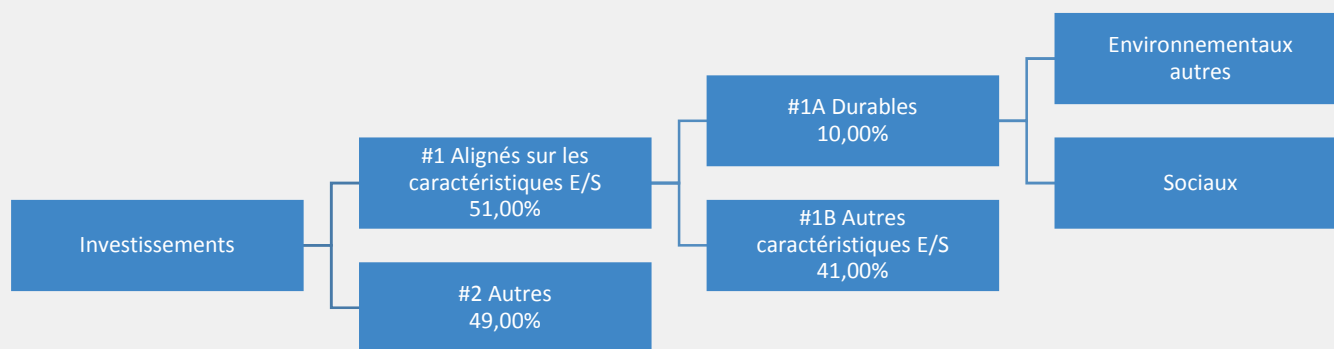 Investissements
#1 Alignés sur les
caractéristiques E/S
51,00%
#2 Autres
49,00%
#1A Durables
10,00%
#1B Autres
caractéristiques E/S
41,00%
Environnementaux
autres
Sociaux